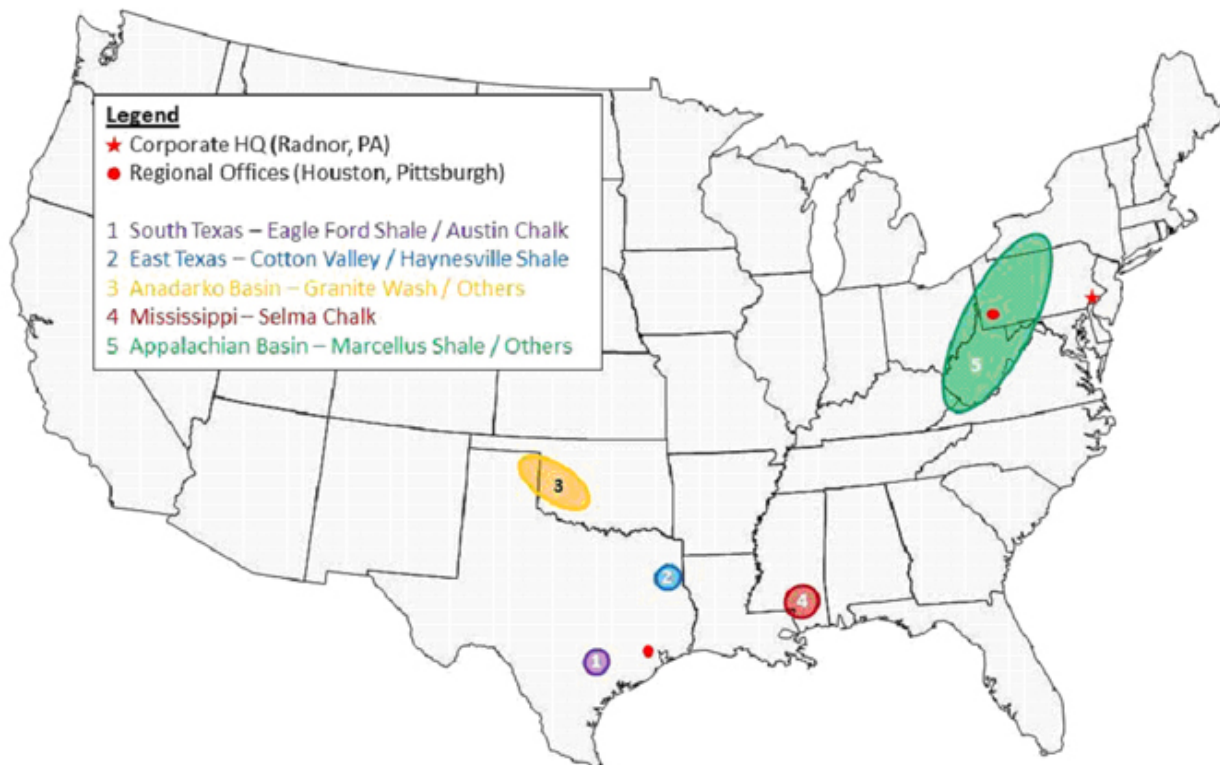 Legend
★ Corporate HQ (Radnor, PA)
● Regional Offices (Houston, Pittsburgh)
1 South Texas – Eagle Ford Shale / Austin Chalk
2 East Texas – Cotton Valley / Haynesville Shale
3 Anadarko Basin – Granite Wash / Others
4 Mississippi – Selma Chalk
5 Appalachian Basin – Marcellus Shale / Others
5
3
2
4
1